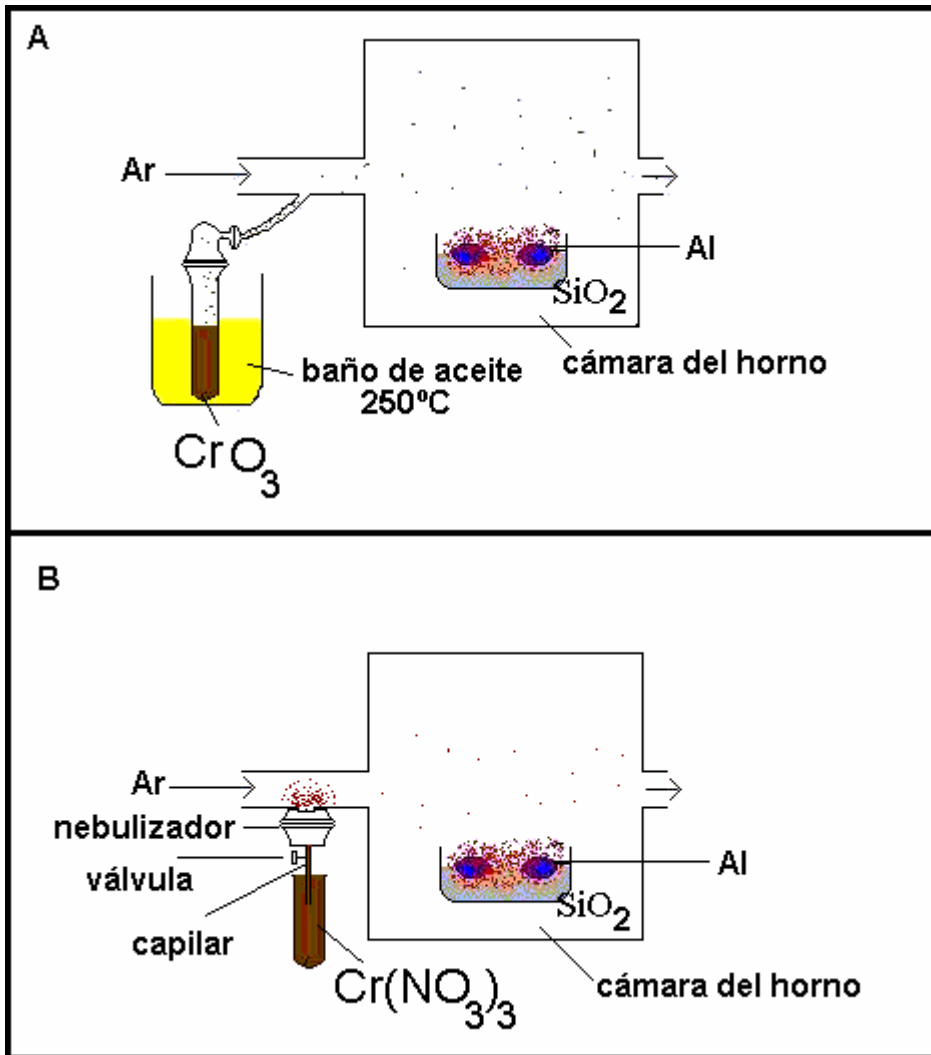 A
Ar
Al
SiO2
cámara del horno
baño de aceite
250ºC
CrO3
B
Ar
nebulizador
válvula
capilar
Al
SiO2
Cr(NO3)3
cámara del horno